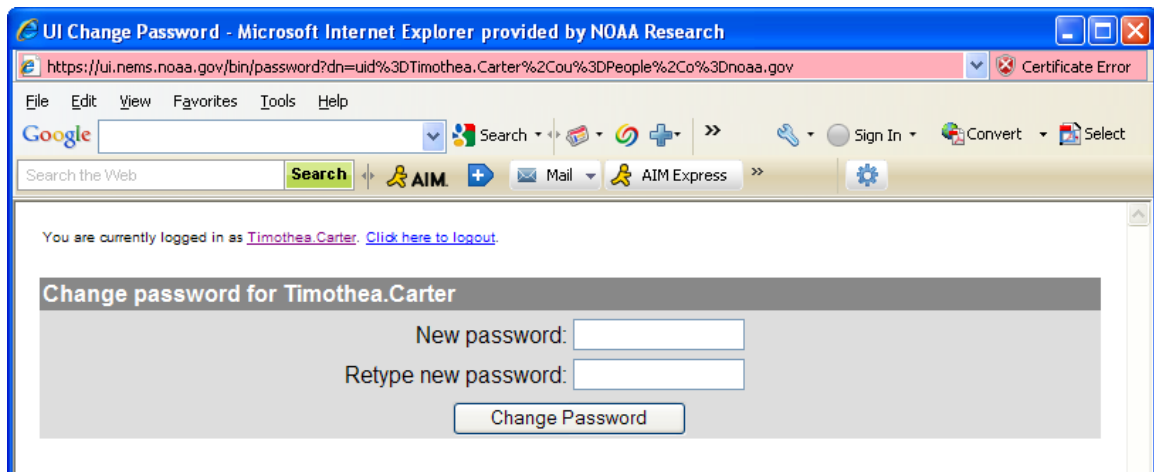 UI Change Password - Microsoft Internet Explorer provided by NOAA Research
https://ui.nems.noaa.gov/bin/password?dn=uid%3DTimothea.Carter%2Cou%3DPeople%2Co%3Dnoaa.gov Certificate Error
File Edit View Favorites Tools Help
Google Search Sign In Convert Select
Search the Web Search AIM. Mail AIM Express
You are currently logged in as Timothea.Carter. Click here to logout.
Change password for Timothea.Carter
New password:
Retype new password:
Change Password